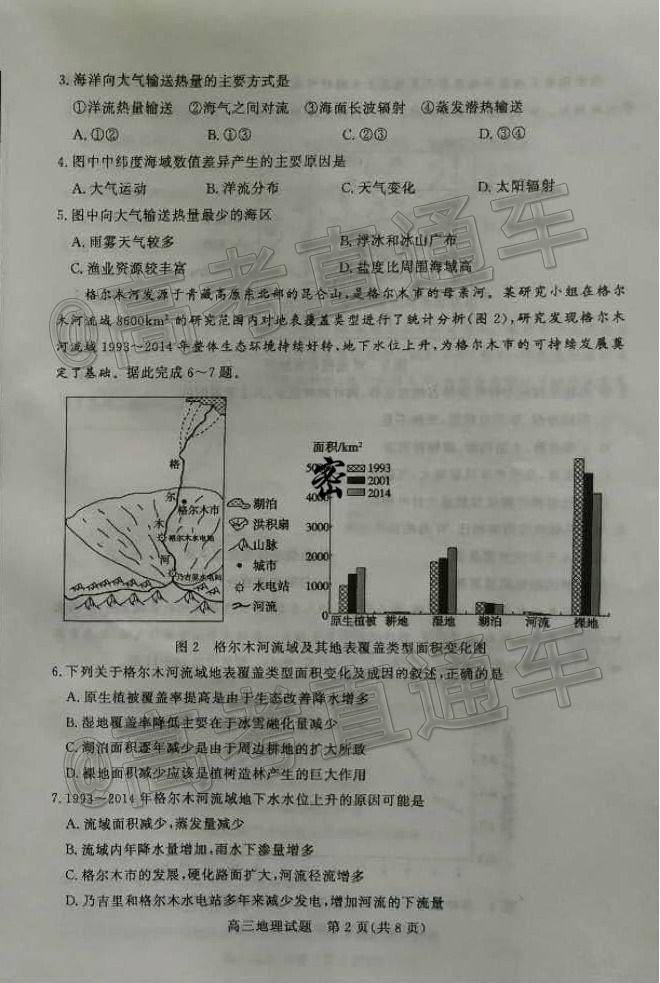 3.海洋向大气输送热量的主要方式是
①洋流热量输送 ②海气之间对流 ③海面长波辐射 ④蒸发潜热输送
A.①② B.①③ C.②③ D.③④
4.图中中纬度海域数值差异产生的主要原因是
A.大气运动 B.洋流分布 C.天气变化 D.太阳辐射
5.图中向大气输送热量最少的海区
A.雨雾天气较多 B.浮冰和冰山广布
C.渔业资源较丰富 D.盐度比周围海域高
格尔木河发源于青藏高原东北部的昆仑山,是格尔木市的母亲河。某研究小组在格尔
木河流域8600km²的研究范围内对地表覆盖类型进行了统计分析(图2),研究发现格尔木
河流域1993~2014年整体生态环境持续好转,地下水位上升,为格尔木市的可持续发展奠
定了基础。据此完成6~7题。
格尔木河
格尔木市
格尔木水电站
乃吉里水电站
湖泊
洪积扇
山脉
城市
水电站
河流
面积/km²
密
1993
2001
2014
5000
4000
3000
2000
1000
0
原生植被 耕地 湿地 湖泊 河流 裸地
图2 格尔木河流域及其地表覆盖类型面积变化图
6.下列关于格尔木河流域地表覆盖类型面积变化及成因的叙述,正确的是
A.原生植被覆盖率提高是由于生态改善降水增多
B.湿地覆盖率降低主要在于冰雪融化量减少
C.湖泊面积逐年减少是由于周边耕地的扩大所致
D.裸地面积减少应该是植树造林产生的巨大作用
7.1993~2014年格尔木河流域地下水水位上升的原因可能是
A.流域面积减少,蒸发量减少
B.流域内年降水量增加,雨水下渗量增多
C.格尔木市的发展,硬化路面扩大,河流径流增多
D.乃吉里和格尔木水电站多年来减少发电,增加河流的下流量
高三地理试题 第2页(共8页)
@高考直通车
@高考直通车